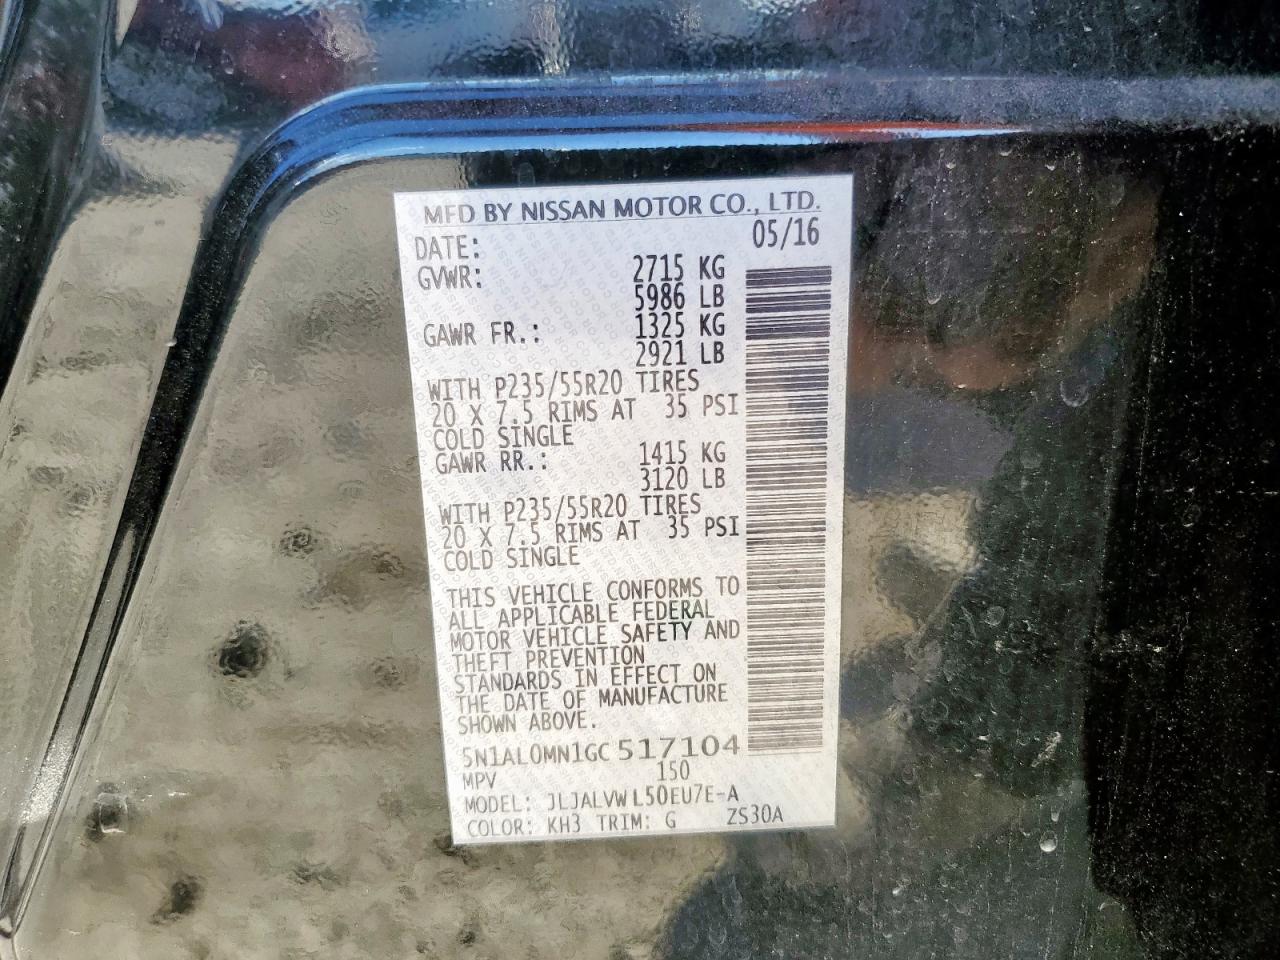 MFD BY NISSAN MOTOR CO., LTD.
DATE: 05/16
GVWR: 2715 KG
5986 LB
GAWR FR.: 1325 KG
2921 LB
WITH P235/55R20 TIRES
20 X 7.5 RIMS AT 35 PSI
COLD SINGLE
GAWR RR.: 1415 KG
3120 LB
WITH P235/55R20 TIRES
20 X 7.5 RIMS AT 35 PSI
COLD SINGLE
THIS VEHICLE CONFORMS TO
ALL APPLICABLE FEDERAL
MOTOR VEHICLE SAFETY AND
THEFT PREVENTION
STANDARDS IN EFFECT ON
THE DATE OF MANUFACTURE
SHOWN ABOVE.
5N1AL0MN1GC517104
MPV 150
MODEL: JLJALVWL50EU7E-A
COLOR: KH3 TRIM: G ZS30A